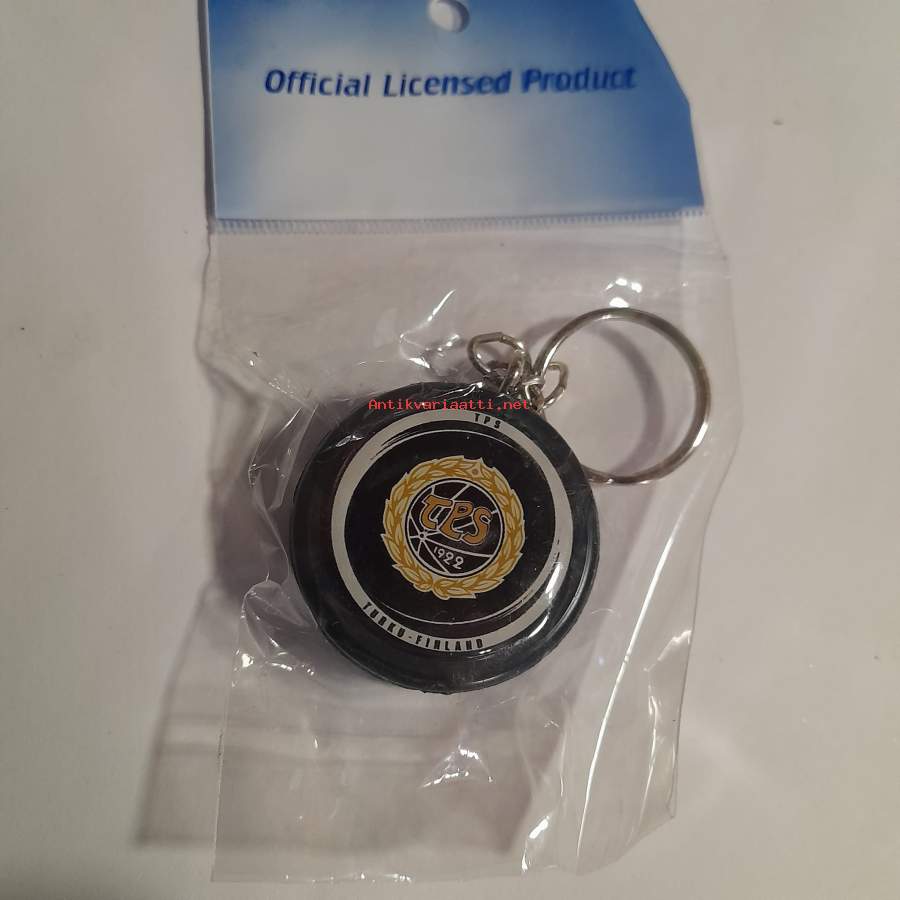 Official Licensed Product
Antikvariaatti.net
TPS
TPS
1922
TURKU-FINLAND